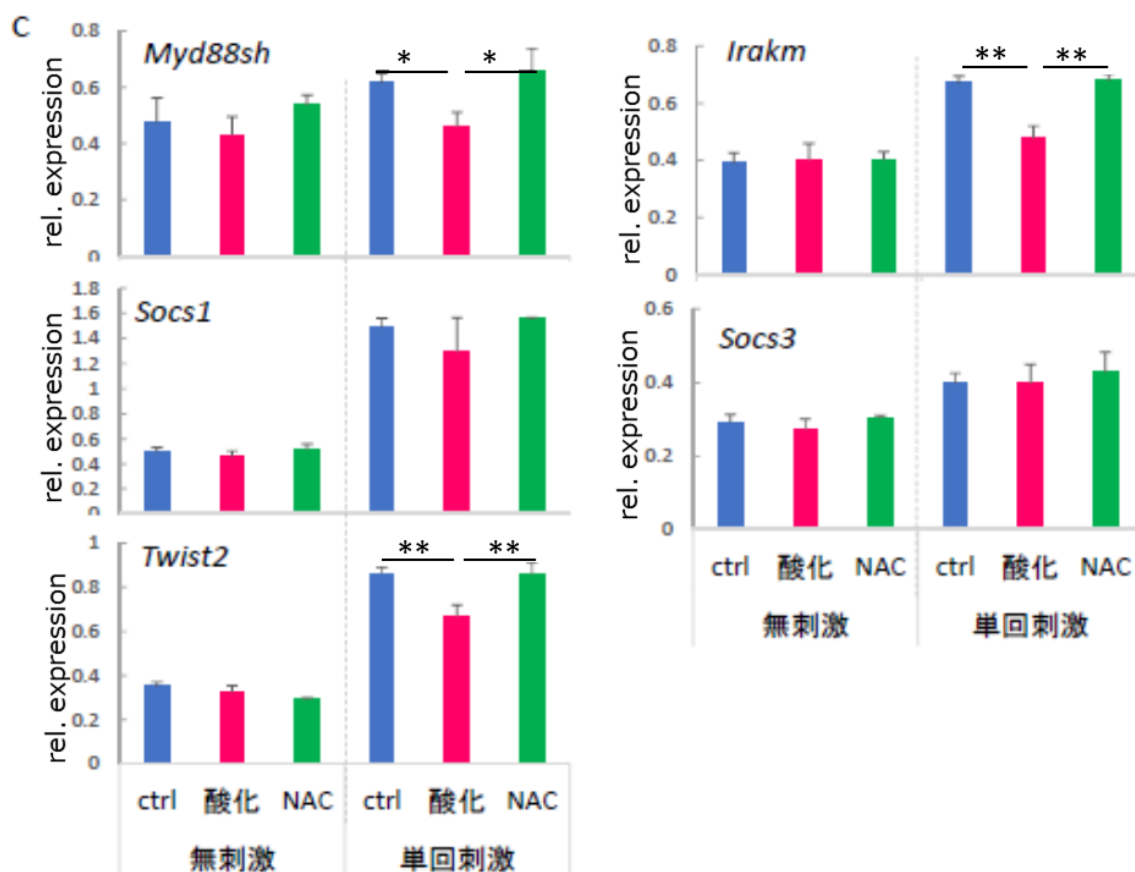 C
Myd88sh
* *
rel. expression
0.8
0.6
0.4
0.2
0
Irakm
** **
rel. expression
0.8
0.6
0.4
0.2
0
Socs1
rel. expression
1.8
1.6
1.4
1.2
1
0.8
0.6
0.4
0.2
0
Socs3
rel. expression
0.6
0.4
0.2
0
ctrl 酸化 NAC ctrl 酸化 NAC
無刺激 単回刺激
Twist2
** **
rel. expression
1
0.8
0.6
0.4
0.2
0
ctrl 酸化 NAC ctrl 酸化 NAC
無刺激 単回刺激